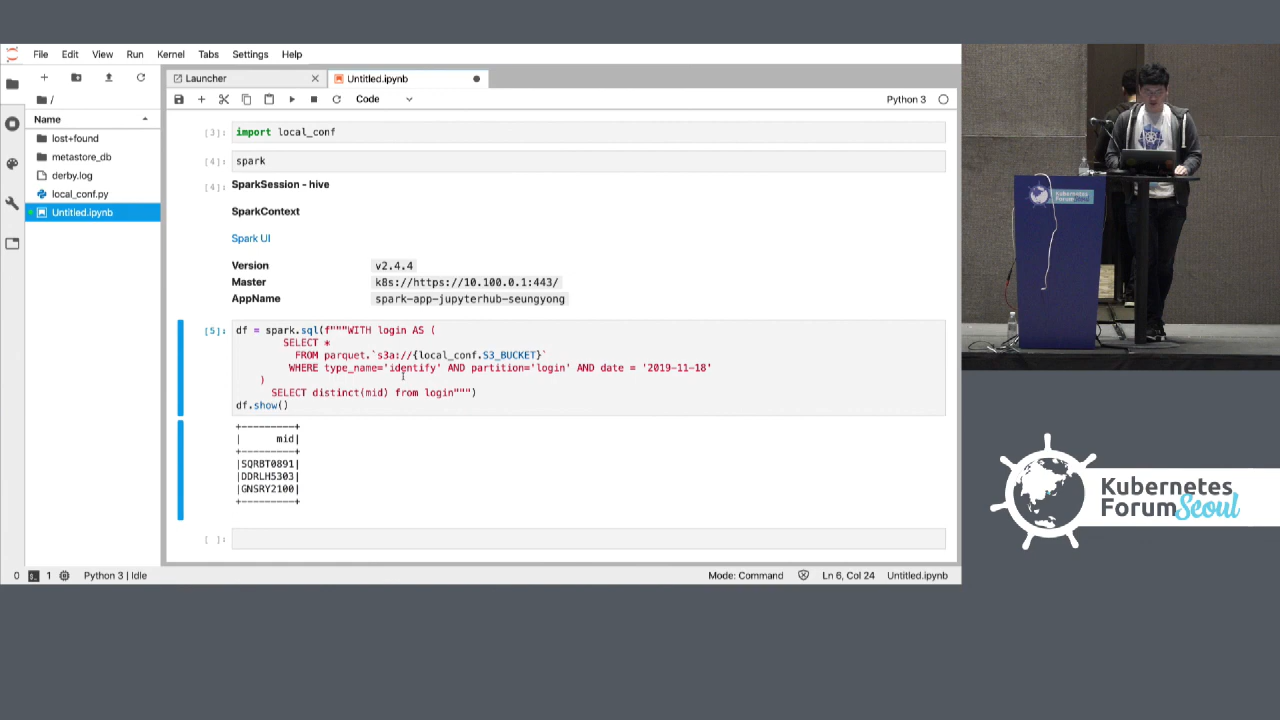 File Edit View Run Kernel Tabs Settings Help
Launcher
Untitled.ipynb
Code
Python 3
/
Name
lost+found
metastore_db
derby.log
local_conf.py
Untitled.ipynb
[3]: import local_conf
[4]: spark
[4]: SparkSession - hive
SparkContext
Spark UI
Version v2.4.4
Master k8s://https://10.100.0.1:443/
AppName spark-app-jupyterhub-seungyong
[5]: df = spark.sql(f"""WITH login AS (
SELECT *
FROM parquet.`s3a://{local_conf.S3_BUCKET}`
WHERE type_name='identify' AND partition='login' AND date = '2019-11-18'
)
SELECT distinct(mid) from login""")
df.show()
+---------+
|      mid|
+---------+
|SQRBT0891|
|DDRLH5303|
|GNSRY2100|
+---------+
[ ]:
0 1 Python 3 | Idle
Mode: Command Ln 6, Col 24 Untitled.ipynb
Kubernetes
Forum Seoul
Kubernetes
Forum Seoul